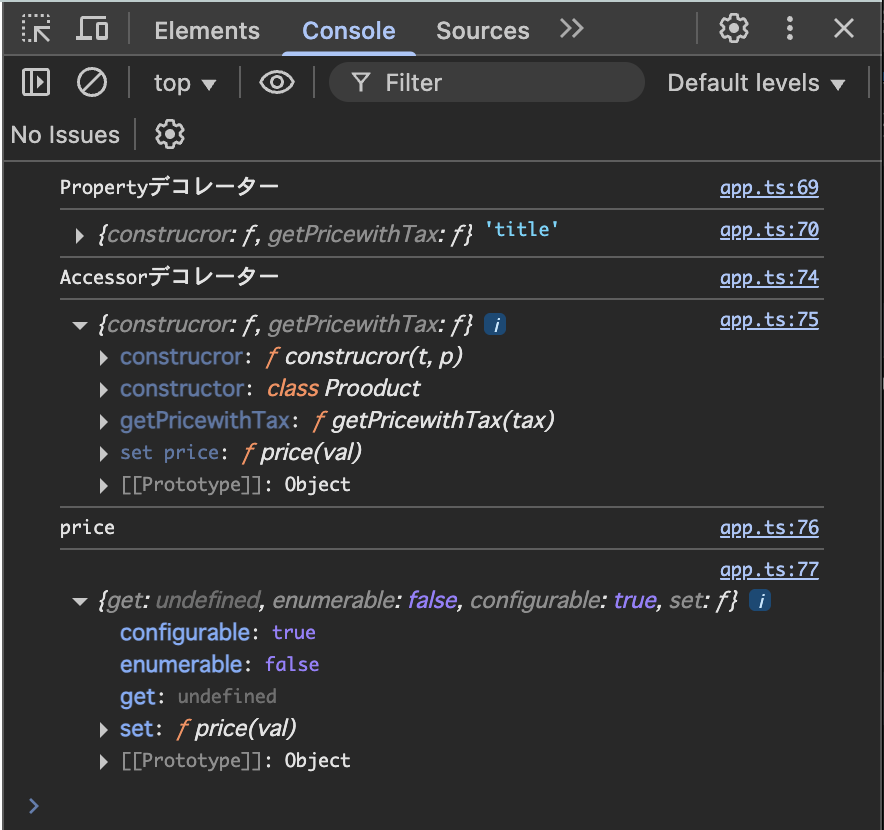 Elements Console Sources
top Filter Default levels
No Issues
Propertyデコレーター app.ts:69
{construcror: ƒ, getPricewithTax: ƒ} 'title' app.ts:70
Accessorデコレーター app.ts:74
{construcror: ƒ, getPricewithTax: ƒ} i app.ts:75
construcror: ƒ construcror(t, p)
constructor: class Prooduct
getPricewithTax: ƒ getPricewithTax(tax)
set price: ƒ price(val)
[[Prototype]]: Object
price app.ts:76
app.ts:77
{get: undefined, enumerable: false, configurable: true, set: ƒ} i
configurable: true
enumerable: false
get: undefined
set: ƒ price(val)
[[Prototype]]: Object